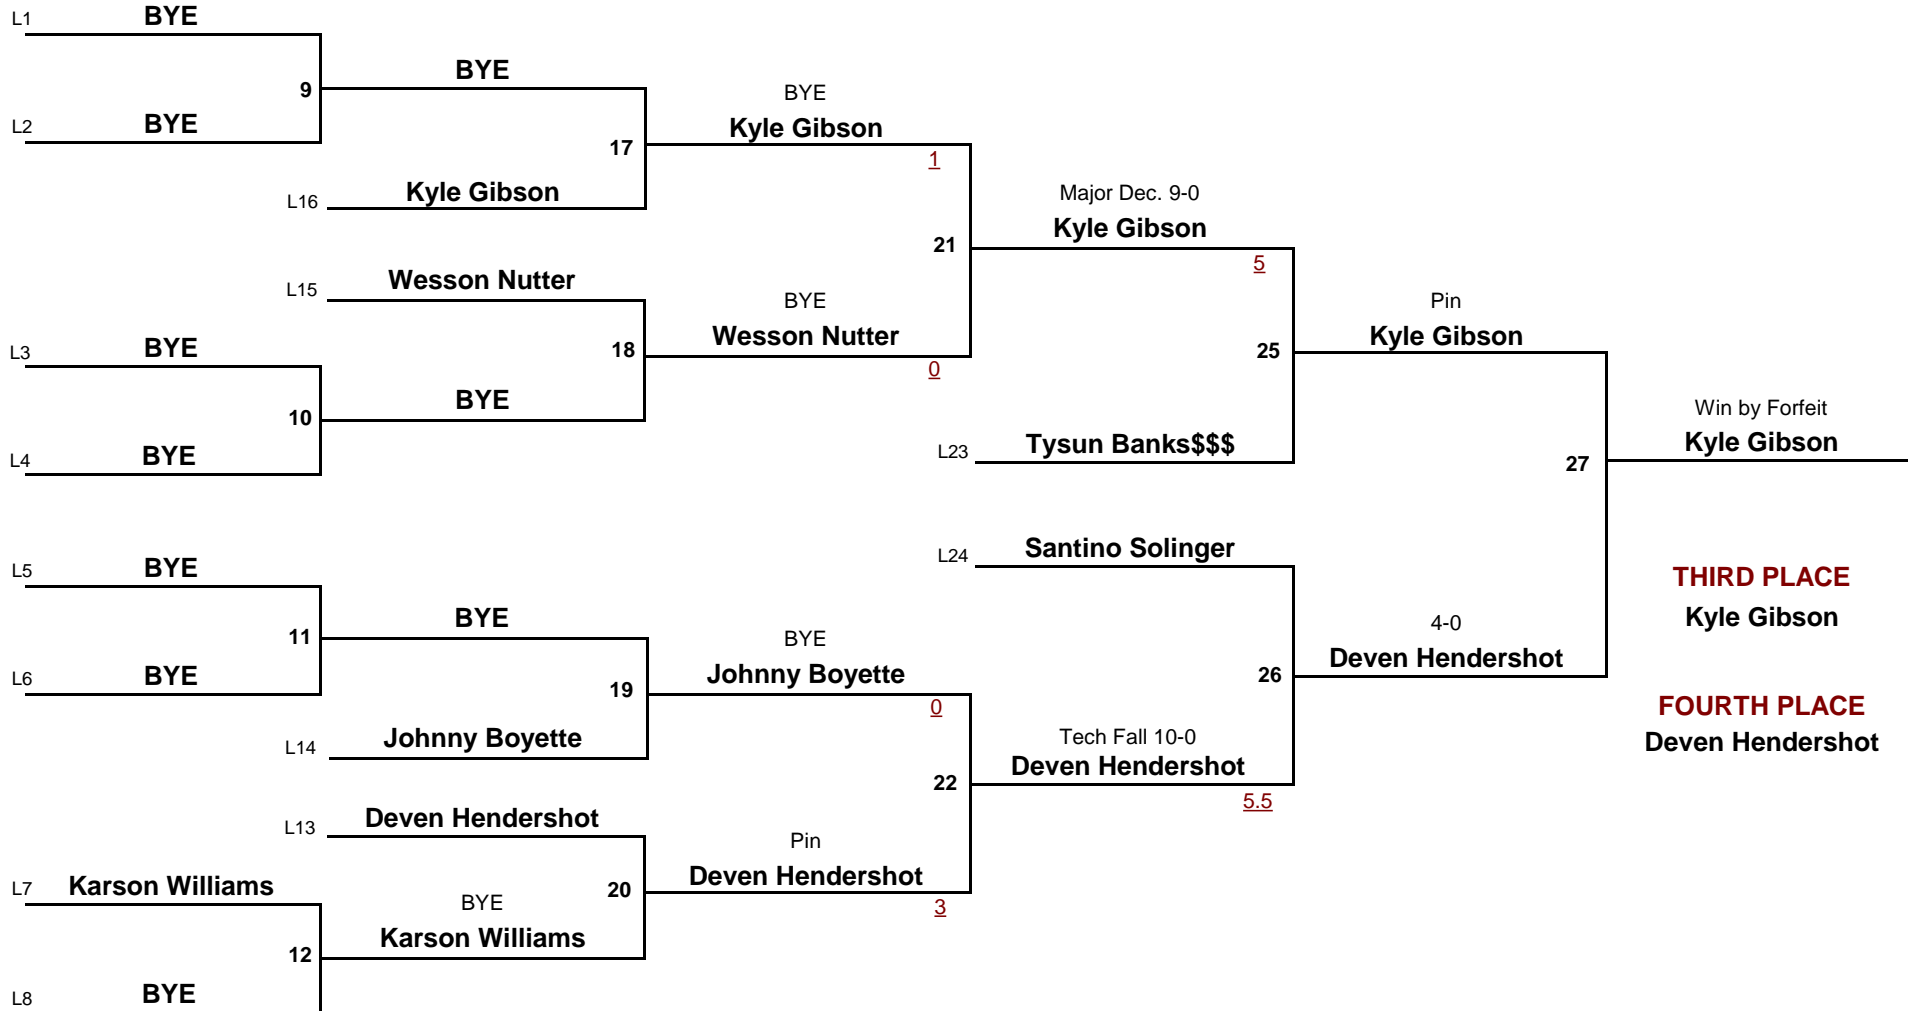 L1
BYE
9
L2
BYE
BYE
17
L16
Kyle Gibson
BYE
Kyle Gibson
1
L15
Wesson Nutter
18
L3
BYE
10
L4
BYE
BYE
BYE
Wesson Nutter
0
21
Major Dec. 9-0
Kyle Gibson
5
25
L23
Tysun Banks$$$
Pin
Kyle Gibson
27
Win by Forfeit
Kyle Gibson
L5
BYE
11
L6
BYE
BYE
19
L14
Johnny Boyette
BYE
Johnny Boyette
0
22
L13
Deven Hendershot
20
L7
Karson Williams
12
L8
BYE
BYE
Karson Williams
Pin
Deven Hendershot
3
L24
Santino Solinger
26
Tech Fall 10-0
Deven Hendershot
5.5
4-0
Deven Hendershot
THIRD PLACE
Kyle Gibson
FOURTH PLACE
Deven Hendershot